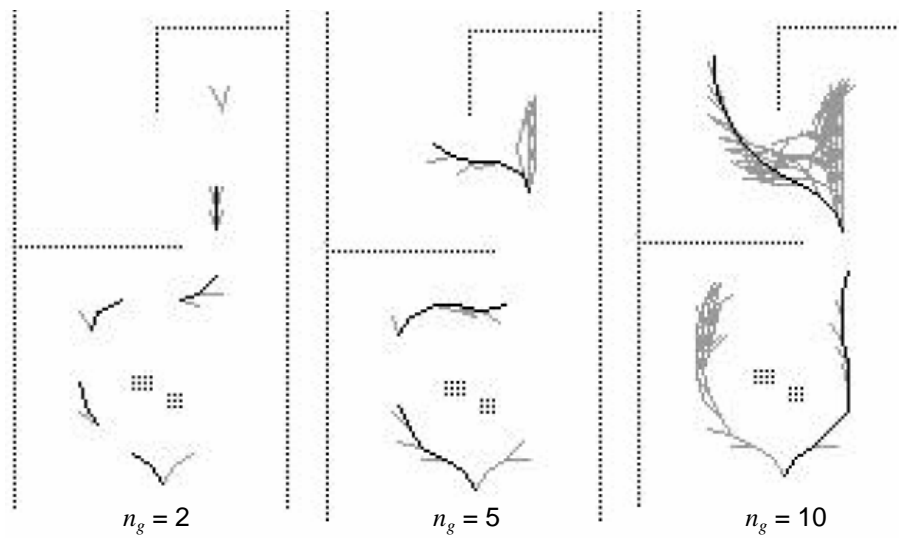 n_g = 2
n_g = 5
n_g = 10